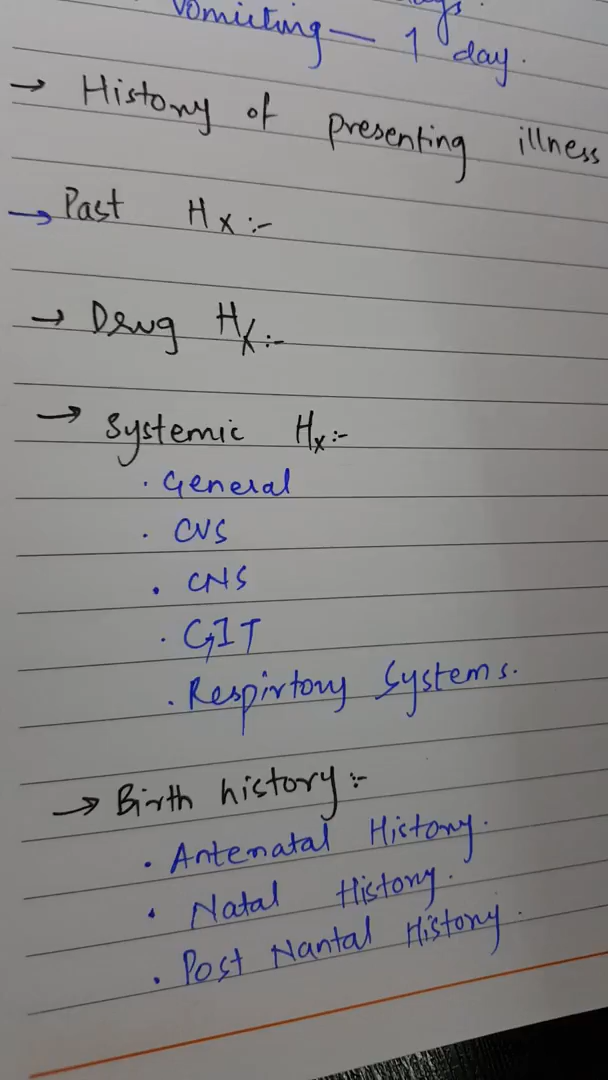 Vomiting — 1 day.
→ History of presenting illness
→ Past Hx:-
→ Drug Hx:-
→ Systemic Hx:-
. General
. CVS
. CNS
. GIT
. Respirtory Systems.
→ Birth history:-
. Antenatal History.
. Natal History.
. Post Nantal History.